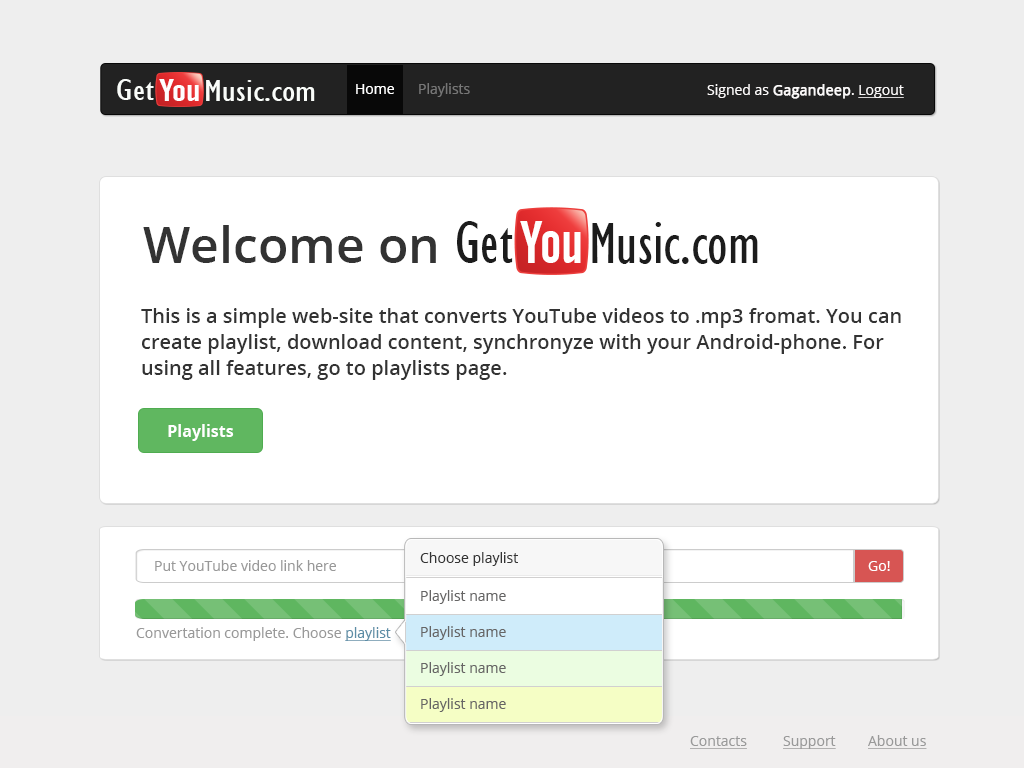 GetYouMusic.com Home Playlists Signed as Gagandeep. Logout
Welcome on GetYouMusic.com
This is a simple web-site that converts YouTube videos to .mp3 fromat. You can
create playlist, download content, synchronyze with your Android-phone. For
using all features, go to playlists page.
Playlists
Put YouTube video link here
Go!
Convertation complete. Choose playlist
Choose playlist
Playlist name
Playlist name
Playlist name
Playlist name
Contacts Support About us